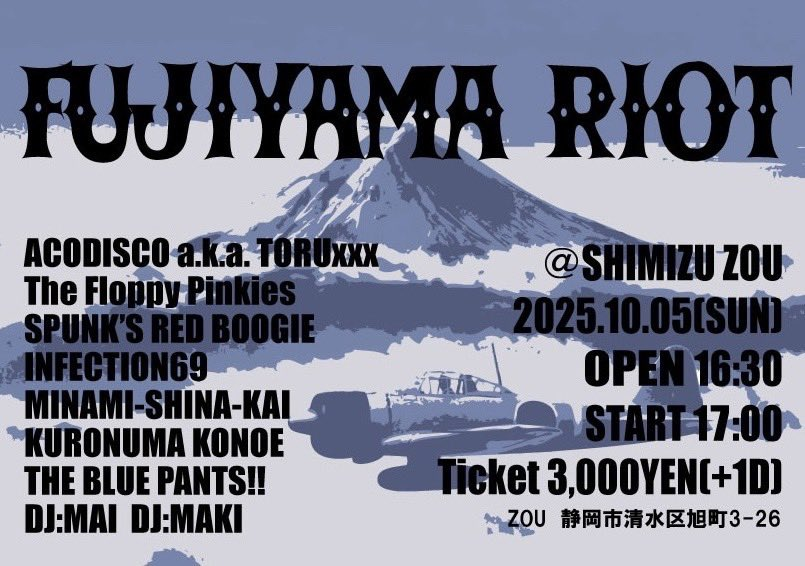 FUJIYAMA RIOT
ACODISCO a.k.a. TORUxxx
The Floppy Pinkies
SPUNK'S RED BOOGIE
INFECTION69
MINAMI-SHINA-KAI
KURONUMA KONOE
THE BLUE PANTS!!
DJ:MAI DJ:MAKI
@SHIMIZU ZOU
2025.10.05(SUN)
OPEN 16:30
START 17:00
Ticket 3,000YEN(+1D)
ZOU 静岡市清水区旭町3-26